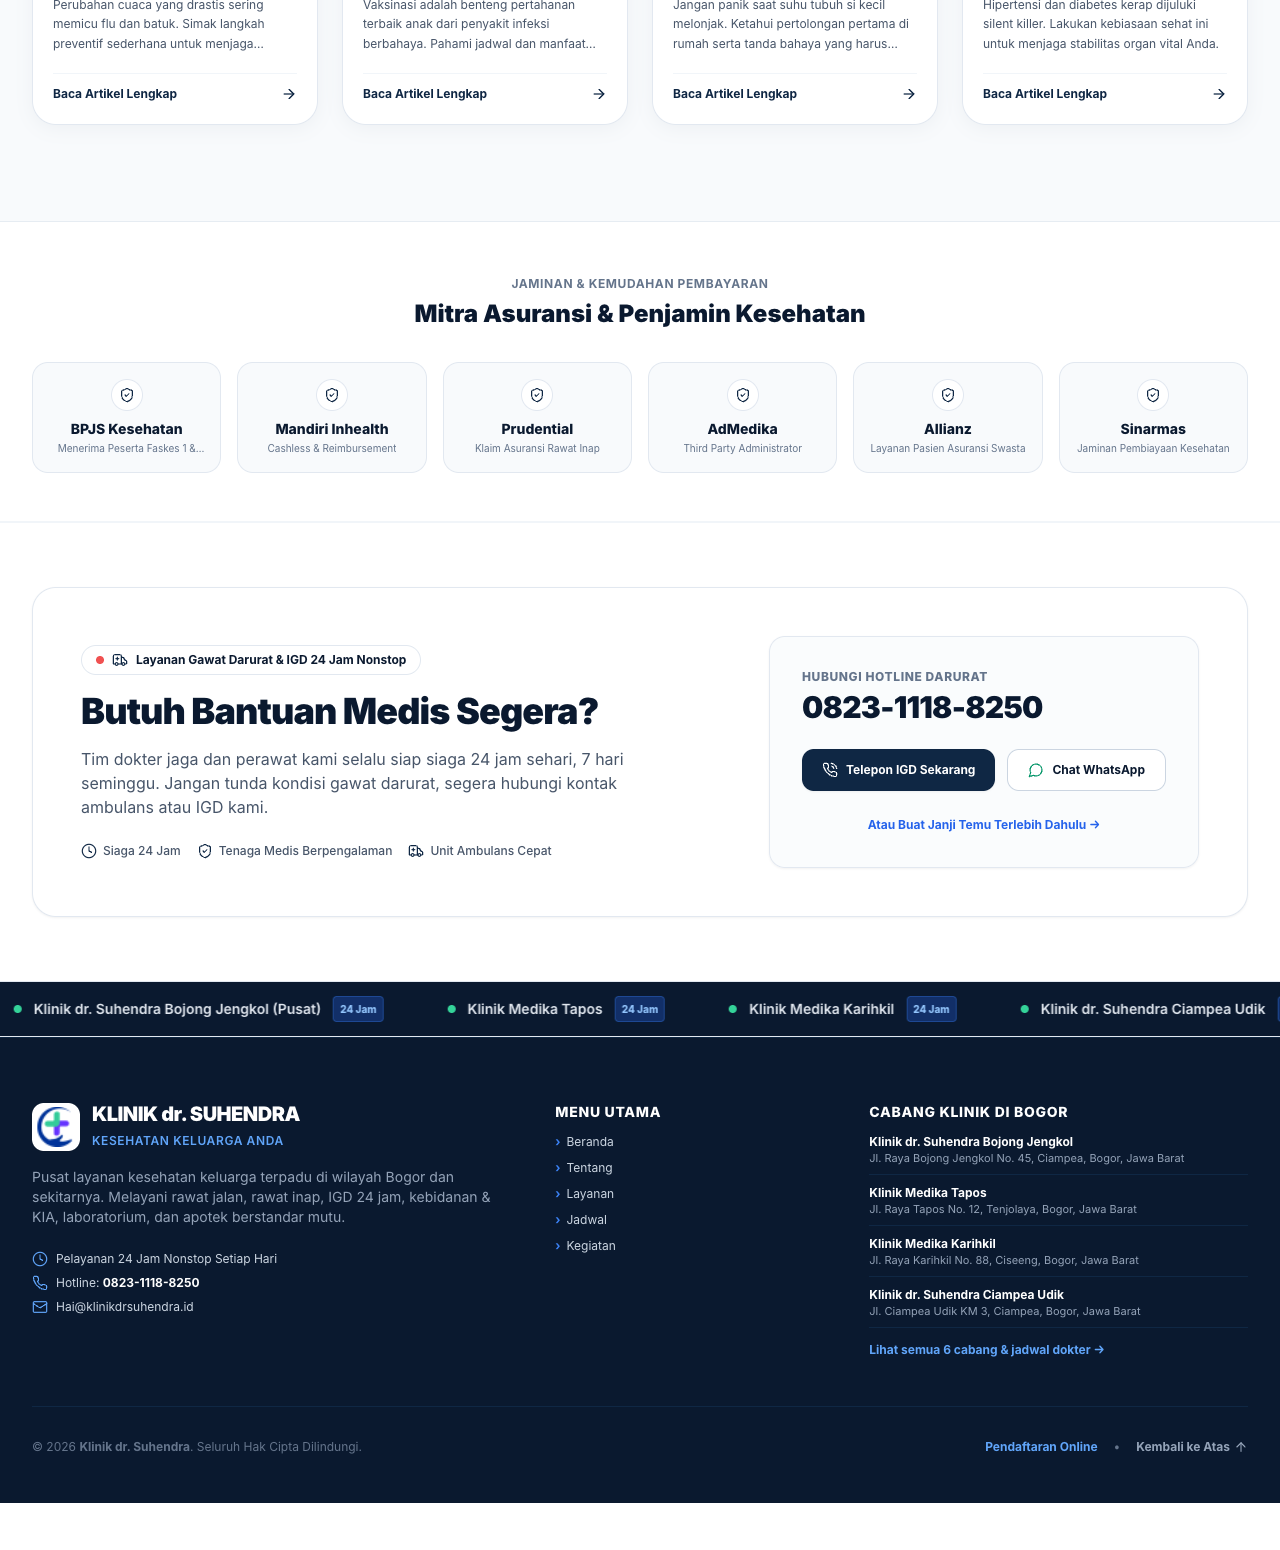 Perubahan cuaca yang drastis sering
memicu flu dan batuk. Simak langkah
preventif sederhana untuk menjaga...
Baca Artikel Lengkap
Vaksinasi adalah benteng pertahanan
terbaik anak dari penyakit infeksi
berbahaya. Pahami jadwal dan manfaat...
Baca Artikel Lengkap
Jangan panik saat suhu tubuh si kecil
melonjak. Ketahui pertolongan pertama di
rumah serta tanda bahaya yang harus...
Baca Artikel Lengkap
Hipertensi dan diabetes kerap dijuluki
silent killer. Lakukan kebiasaan sehat ini
untuk menjaga stabilitas organ vital Anda.
Baca Artikel Lengkap
JAMINAN & KEMUDAHAN PEMBAYARAN
Mitra Asuransi & Penjamin Kesehatan
BPJS Kesehatan
Menerima Peserta Faskes 1 &...
Mandiri Inhealth
Cashless & Reimbursement
Prudential
Klaim Asuransi Rawat Inap
AdMedika
Third Party Administrator
Allianz
Layanan Pasien Asuransi Swasta
Sinarmas
Jaminan Pembiayaan Kesehatan
Layanan Gawat Darurat & IGD 24 Jam Nonstop
Butuh Bantuan Medis Segera?
Tim dokter jaga dan perawat kami selalu siap siaga 24 jam sehari, 7 hari
seminggu. Jangan tunda kondisi gawat darurat, segera hubungi kontak
ambulans atau IGD kami.
Siaga 24 Jam
Tenaga Medis Berpengalaman
Unit Ambulans Cepat
HUBUNGI HOTLINE DARURAT
0823-1118-8250
Telepon IGD Sekarang
Chat WhatsApp
Atau Buat Janji Temu Terlebih Dahulu →
Klinik dr. Suhendra Bojong Jengkol (Pusat) 24 Jam
Klinik Medika Tapos 24 Jam
Klinik Medika Karihkil 24 Jam
Klinik dr. Suhendra Ciampea Udik
KLINIK dr. SUHENDRA
KESEHATAN KELUARGA ANDA
Pusat layanan kesehatan keluarga terpadu di wilayah Bogor dan
sekitarnya. Melayani rawat jalan, rawat inap, IGD 24 jam, kebidanan &
KIA, laboratorium, dan apotek berstandar mutu.
Pelayanan 24 Jam Nonstop Setiap Hari
Hotline: 0823-1118-8250
Hai@klinikdrsuhendra.id
MENU UTAMA
› Beranda
› Tentang
› Layanan
› Jadwal
› Kegiatan
CABANG KLINIK DI BOGOR
Klinik dr. Suhendra Bojong Jengkol
Jl. Raya Bojong Jengkol No. 45, Ciampea, Bogor, Jawa Barat
Klinik Medika Tapos
Jl. Raya Tapos No. 12, Tenjolaya, Bogor, Jawa Barat
Klinik Medika Karihkil
Jl. Raya Karihkil No. 88, Ciseeng, Bogor, Jawa Barat
Klinik dr. Suhendra Ciampea Udik
Jl. Ciampea Udik KM 3, Ciampea, Bogor, Jawa Barat
Lihat semua 6 cabang & jadwal dokter →
© 2026 Klinik dr. Suhendra. Seluruh Hak Cipta Dilindungi.
Pendaftaran Online • Kembali ke Atas ↑